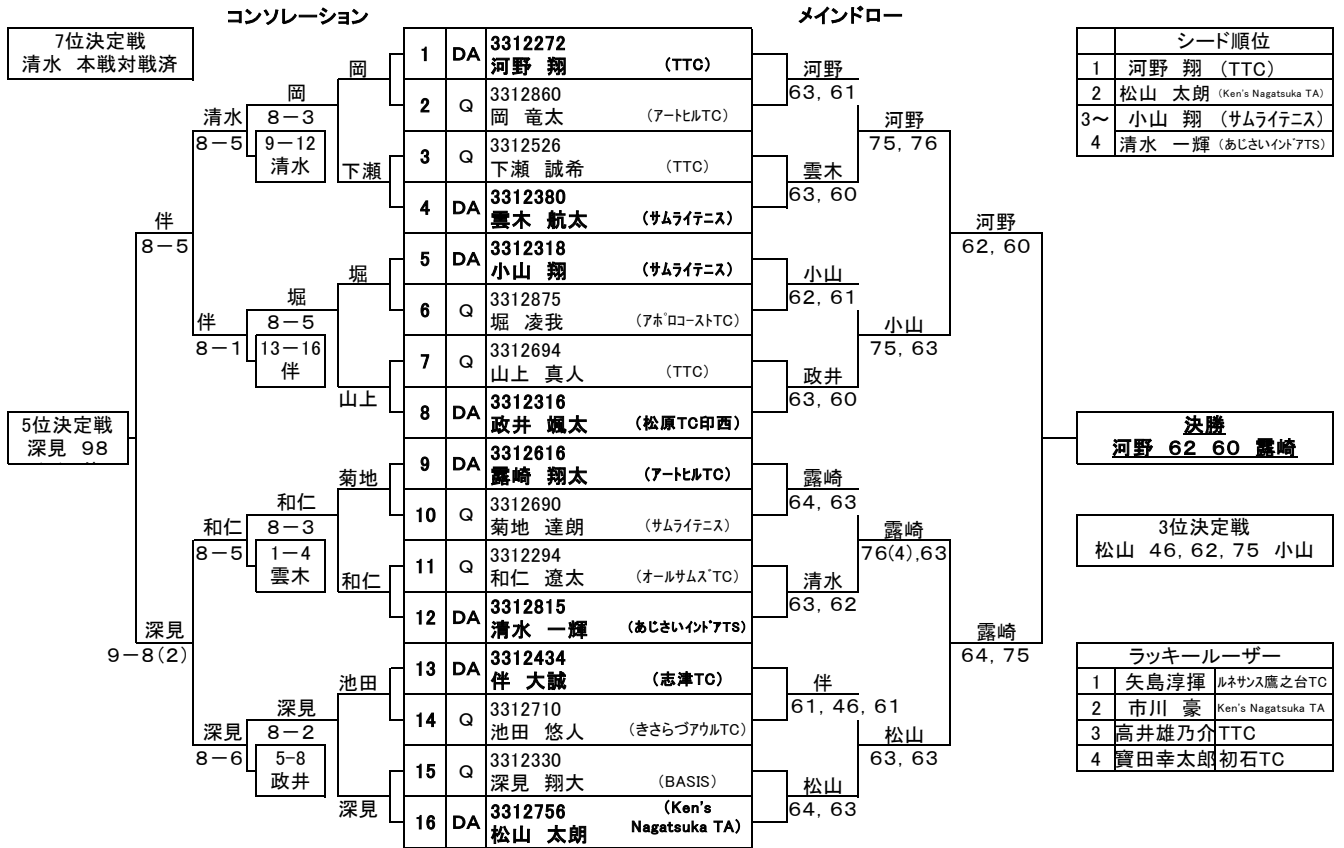 コンソレーション
メインドロー
7位決定戦
清水 本戦対戦済
1 DA 3312272
河野 翔 (TTC)
2 Q 3312860
岡 竜太 (アートヒルTC)
3 Q 3312526
下瀬 誠希 (TTC)
4 DA 3312380
雲木 航太 (サムライテニス)
5 DA 3312318
小山 翔 (サムライテニス)
6 Q 3312875
堀 凌我 (アポロコーストTC)
7 Q 3312694
山上 真人 (TTC)
8 DA 3312316
政井 颯太 (松原TC印西)
9 DA 3312616
露崎 翔太 (アートヒルTC)
10 Q 3312690
菊地 達朗 (サムライテニス)
11 Q 3312294
和仁 遼太 (オールサムズTC)
12 DA 3312815
清水 一輝 (あじさいインドアTS)
13 DA 3312434
伴 大誠 (志津TC)
14 Q 3312710
池田 悠人 (きさらづアウルTC)
15 Q 3312330
深見 翔大 (BASIS)
16 DA 3312756
松山 太朗 (Ken's
Nagatsuka TA)
岡
下瀬
堀
山上
菊地
和仁
池田
深見
岡
8-3
9-12
清水
堀
8-5
13-16
伴
和仁
8-3
1-4
雲木
深見
8-2
5-8
政井
清水
8-5
伴
8-1
和仁
8-5
深見
8-6
伴
8-5
深見
9-8(2)
5位決定戦
深見 98
河野
63, 61
雲木
63, 60
小山
62, 61
政井
63, 60
露崎
64, 63
清水
63, 62
伴
61, 46, 61
松山
64, 63
河野
75, 76
小山
75, 63
露崎
76(4),63
松山
63, 63
河野
62, 60
露崎
64, 75
決勝
河野 62 60 露崎
3位決定戦
松山 46, 62, 75 小山
シード順位
1 河野 翔 (TTC)
2 松山 太朗 (Ken's Nagatsuka TA)
3~ 小山 翔 (サムライテニス)
4 清水 一輝 (あじさいインドアTS)
ラッキールーザー
1 矢島淳揮 ルネサンス鷹之台TC
2 市川 豪 Ken's Nagatsuka TA
3 高井雄乃介 TTC
4 寶田幸太郎 初石TC